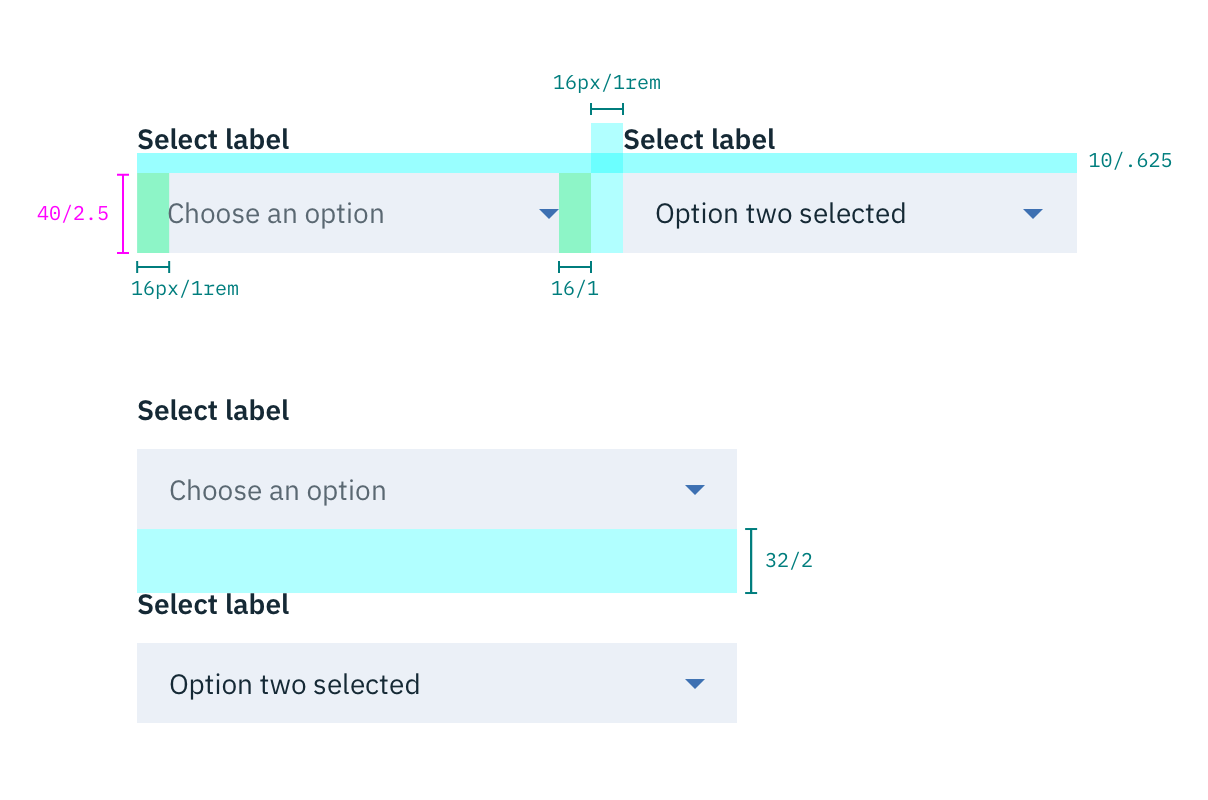 16px/1rem
Select label
Select label
10/.625
40/2.5
Choose an option
Option two selected
16px/1rem
16/1
Select label
Choose an option
32/2
Select label
Option two selected